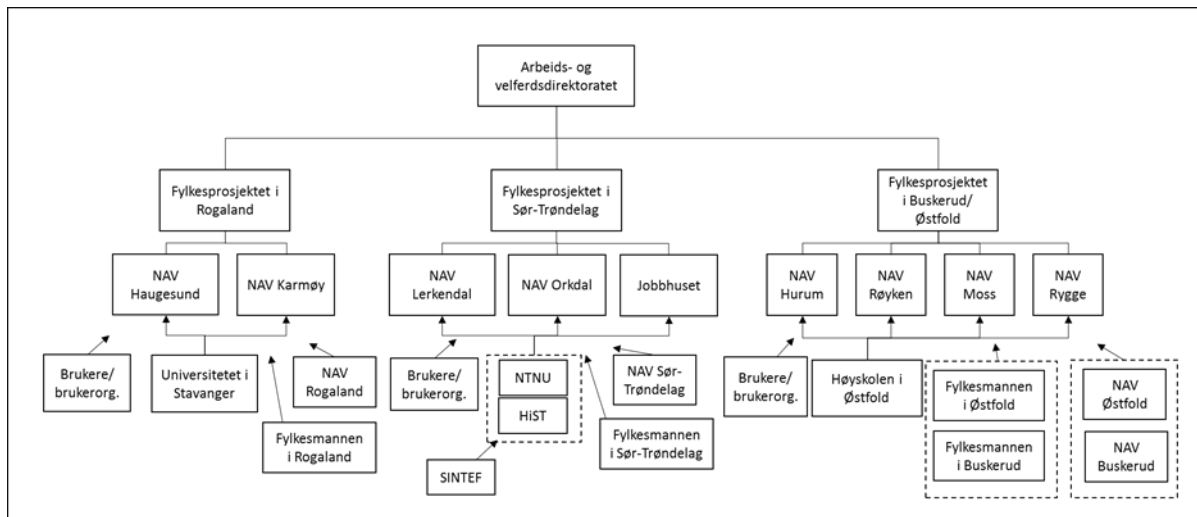 Arbeids- og
velferdsdirektoratet
Fylkesprosjektet i
Rogaland
Fylkesprosjektet i
Sør-Trøndelag
Fylkesprosjektet
i Buskerud/
Østfold
NAV
Haugesund
NAV Karmøy
NAV
Lerkendal
NAV Orkdal
Jobbhuset
NAV
Hurum
NAV
Røyken
NAV
Moss
NAV
Rygge
Brukere/
brukerorg.
Universitetet i
Stavanger
NAV
Rogaland
Fylkesmannen
i Rogaland
Brukere/
brukerorg.
NTNU
HiST
SINTEF
NAV Sør-
Trøndelag
Fylkesmannen
i Sør-Trøndelag
Brukere/
brukerorg.
Høyskolen i
Østfold
Fylkesmannen
i Østfold
Fylkesmannen
i Buskerud
NAV
Østfold
NAV
Buskerud